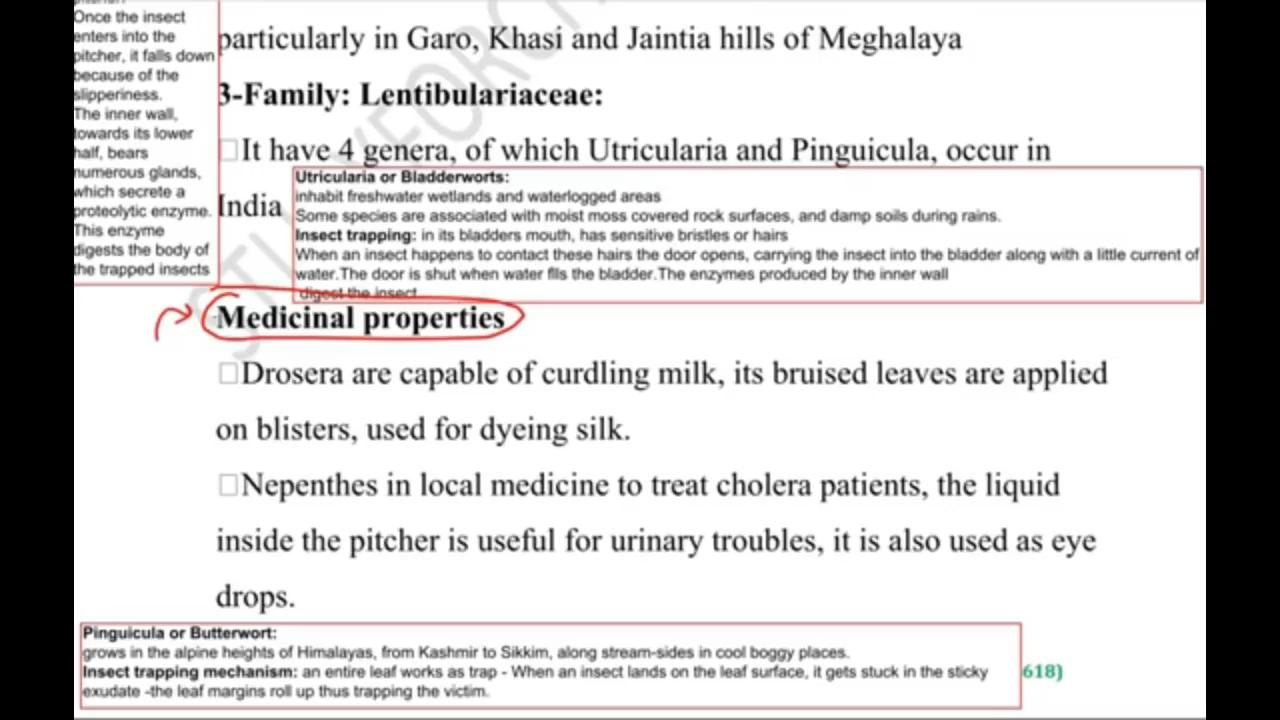 Once the insect
enters into the
pitcher, it falls down
because of the
slipperiness.
The inner wall,
towards its lower
half, bears
numerous glands,
which secrete a
proteolytic enzyme.
This enzyme
digests the body of
the trapped insects
particularly in Garo, Khasi and Jaintia hills of Meghalaya
3-Family: Lentibulariaceae:
It have 4 genera, of which Utricularia and Pinguicula, occur in
India
Utricularia or Bladderworts:
inhabit freshwater wetlands and waterlogged areas
Some species are associated with moist moss covered rock surfaces, and damp soils during rains.
Insect trapping: in its bladders mouth, has sensitive bristles or hairs
When an insect happens to contact these hairs the door opens, carrying the insect into the bladder along with a little current of
water.The door is shut when water flls the bladder.The enzymes produced by the inner wall
digest the insect
Medicinal properties
Drosera are capable of curdling milk, its bruised leaves are applied
on blisters, used for dyeing silk.
Nepenthes in local medicine to treat cholera patients, the liquid
inside the pitcher is useful for urinary troubles, it is also used as eye
drops.
Pinguicula or Butterwort:
grows in the alpine heights of Himalayas, from Kashmir to Sikkim, along stream-sides in cool boggy places.
Insect trapping mechanism: an entire leaf works as trap - When an insect lands on the leaf surface, it gets stuck in the sticky
exudate -the leaf margins roll up thus trapping the victim.
618)